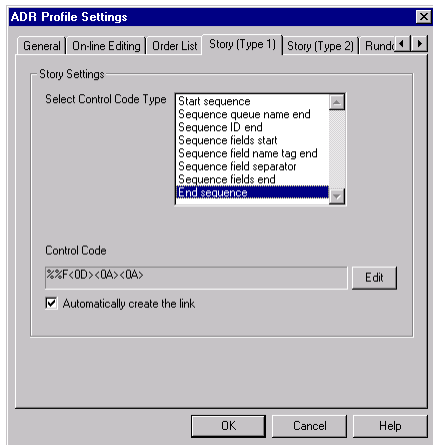 ADR Profile Settings
General On-line Editing Order List Story (Type 1) Story (Type 2)
Story Settings
Select Control Code Type
Start sequence
Sequence queue name end
Sequence ID end
Sequence fields start
Sequence field name tag end
Sequence field separator
Sequence fields end
End sequence
Control Code
%%F<0D><0A><0A>
Edit
Automatically create the link
OK Cancel Help